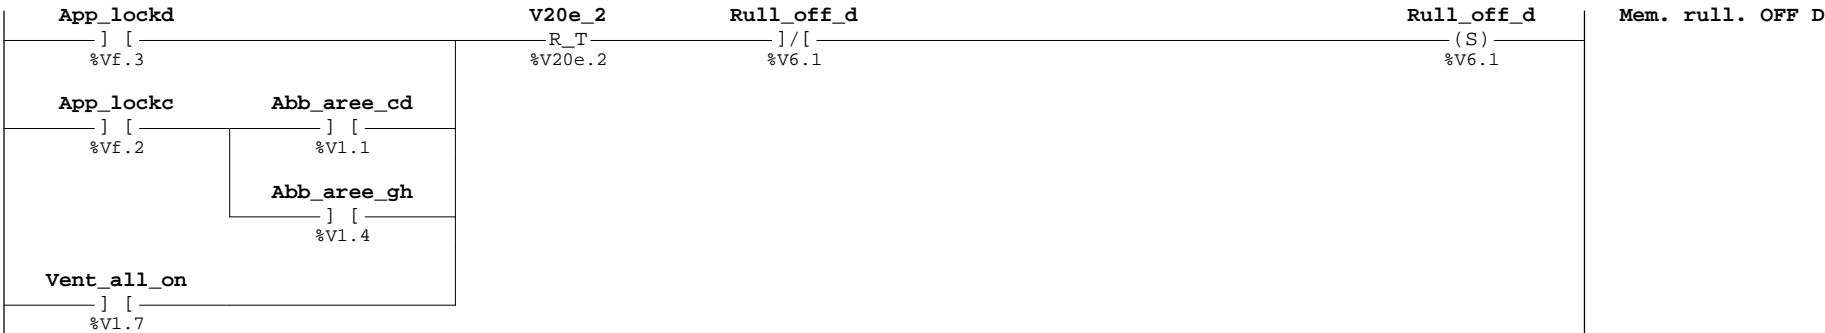 App_lockd V20e_2 Rull_off_d Rull_off_d Mem. rull. OFF D
] [ R_T ]/[ (S)
%Vf.3 %V20e.2 %V6.1 %V6.1
App_lockc Abb_aree_cd
] [ ] [
%Vf.2 %V1.1
Abb_aree_gh
] [
%V1.4
Vent_all_on
] [
%V1.7